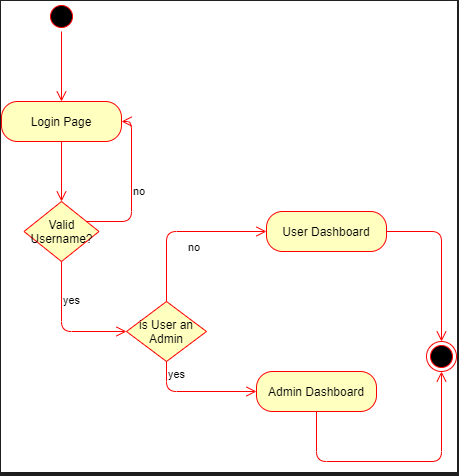 Login Page
no
Valid
Username?
no
User Dashboard
yes
is User an
Admin
yes
Admin Dashboard